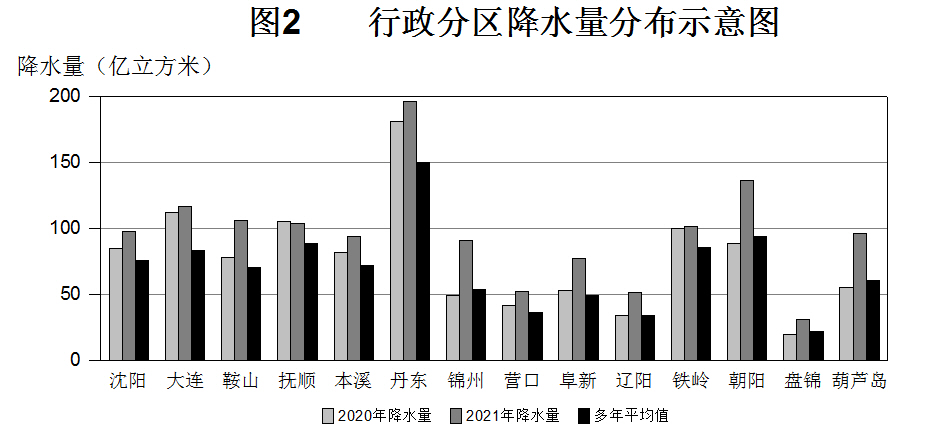 图2 行政分区降水量分布示意图
降水量（亿立方米）
200
150
100
50
0
沈阳 大连 鞍山 抚顺 本溪 丹东 锦州 营口 阜新 辽阳 铁岭 朝阳 盘锦 葫芦岛
2020年降水量 2021年降水量 多年平均值